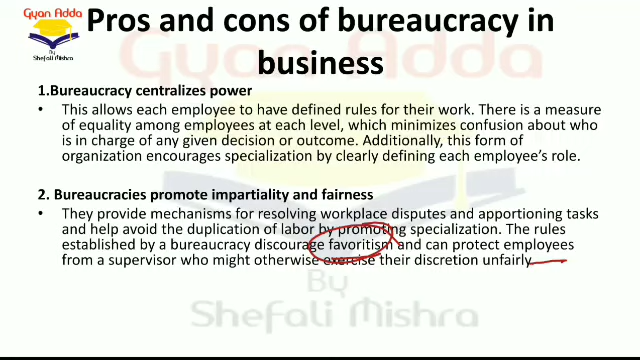 Gyan Adda
By
Shefali Mishra
Pros and cons of bureaucracy in
business
1.Bureaucracy centralizes power
• This allows each employee to have defined rules for their work. There is a measure
of equality among employees at each level, which minimizes confusion about who
is in charge of any given decision or outcome. Additionally, this form of
organization encourages specialization by clearly defining each employee's role.
2. Bureaucracies promote impartiality and fairness
• They provide mechanisms for resolving workplace disputes and apportioning tasks
and help avoid the duplication of labor by promoting specialization. The rules
established by a bureaucracy discourage favoritism and can protect employees
from a supervisor who might otherwise exercise their discretion unfairly
Gyan Adda
By
Shefali Mishra